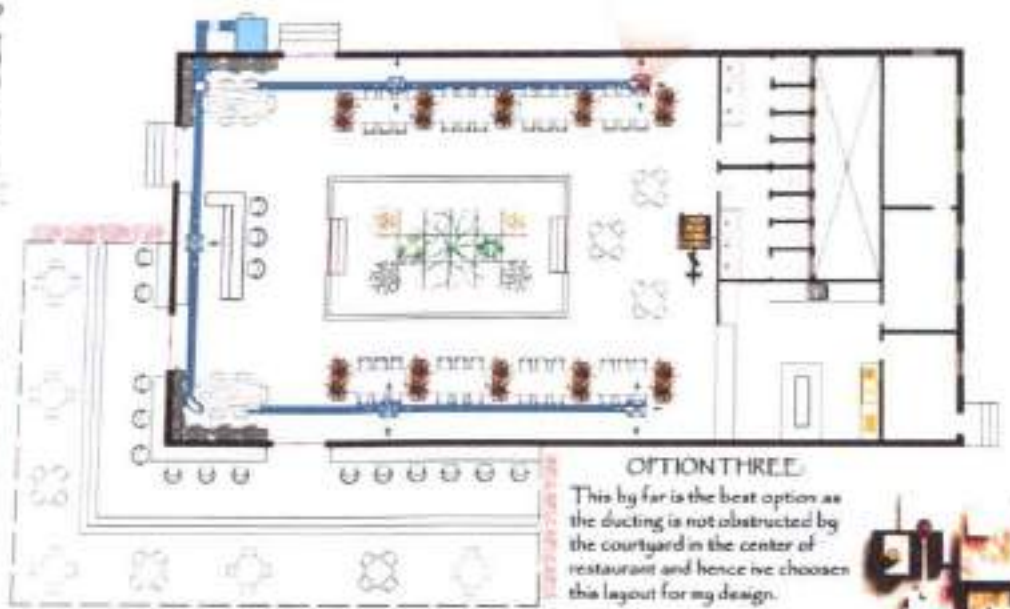 OPTION THREE:
This by far is the best option as
the ducting is not obstructed by
the courtyard in the center of
restaurant and hence ive choosen
this layout for my design.